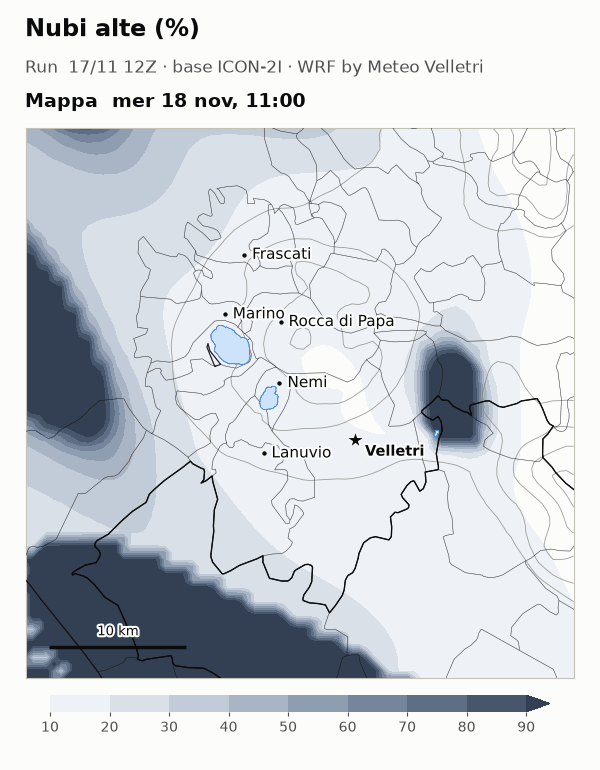 Nubi alte (%)
Run  17/11 12Z · base ICON-2I · WRF by Meteo Velletri
Mappa  mer 18 nov, 11:00
Frascati
Marino
Rocca di Papa
Nemi
Velletri
Lanuvio
10 km
10 20 30 40 50 60 70 80 90